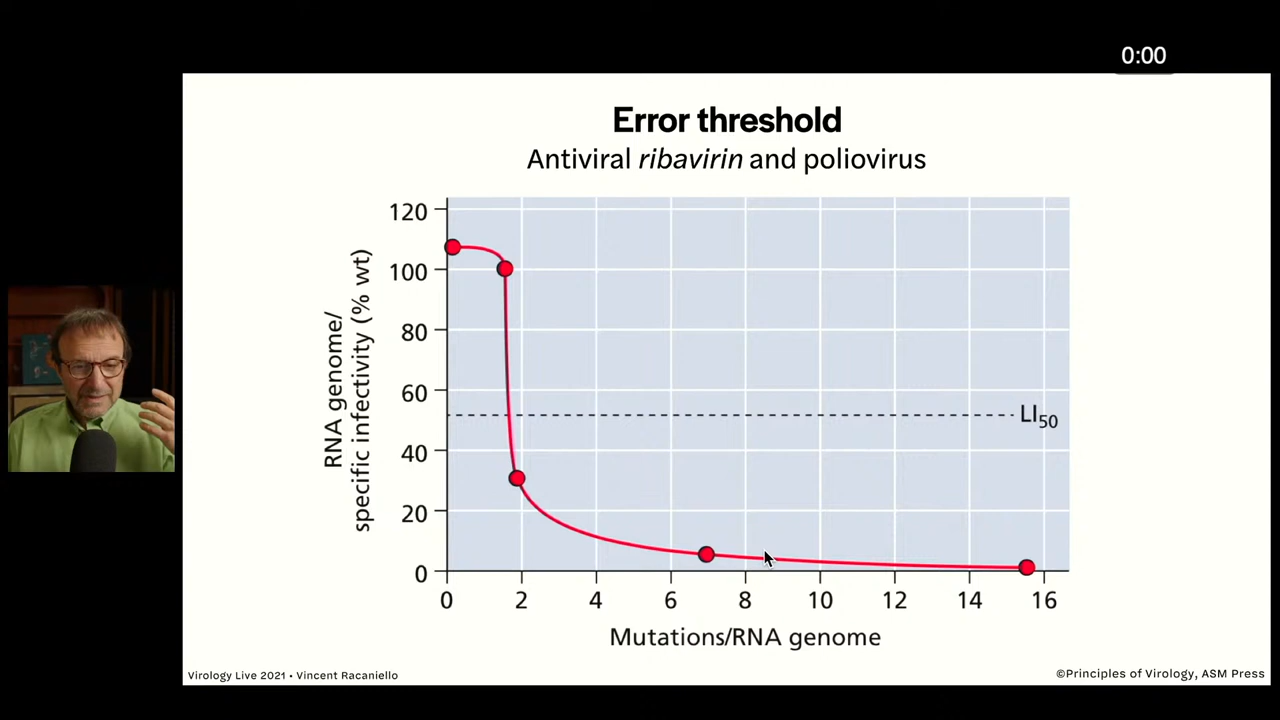 0:00
Error threshold
Antiviral ribavirin and poliovirus
RNA genome/
specific infectivity (% wt)
120
100
80
60
40
20
0
LI50
0 2 4 6 8 10 12 14 16
Mutations/RNA genome
Virology Live 2021 • Vincent Racaniello
©Principles of Virology, ASM Press